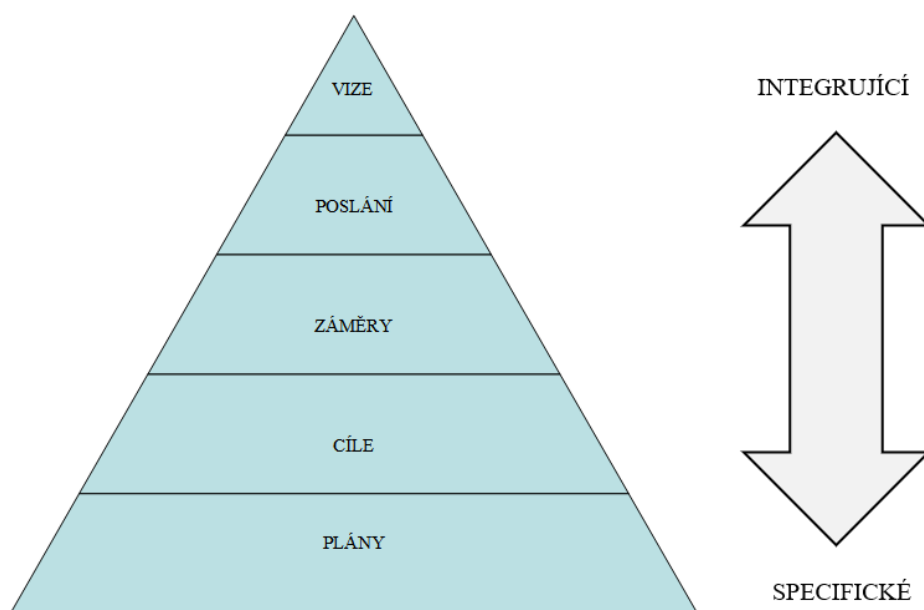 VIZE
POSLÁNÍ
ZÁMĚRY
CÍLE
PLÁNY
INTEGRUJÍCÍ
SPECIFICKÉ